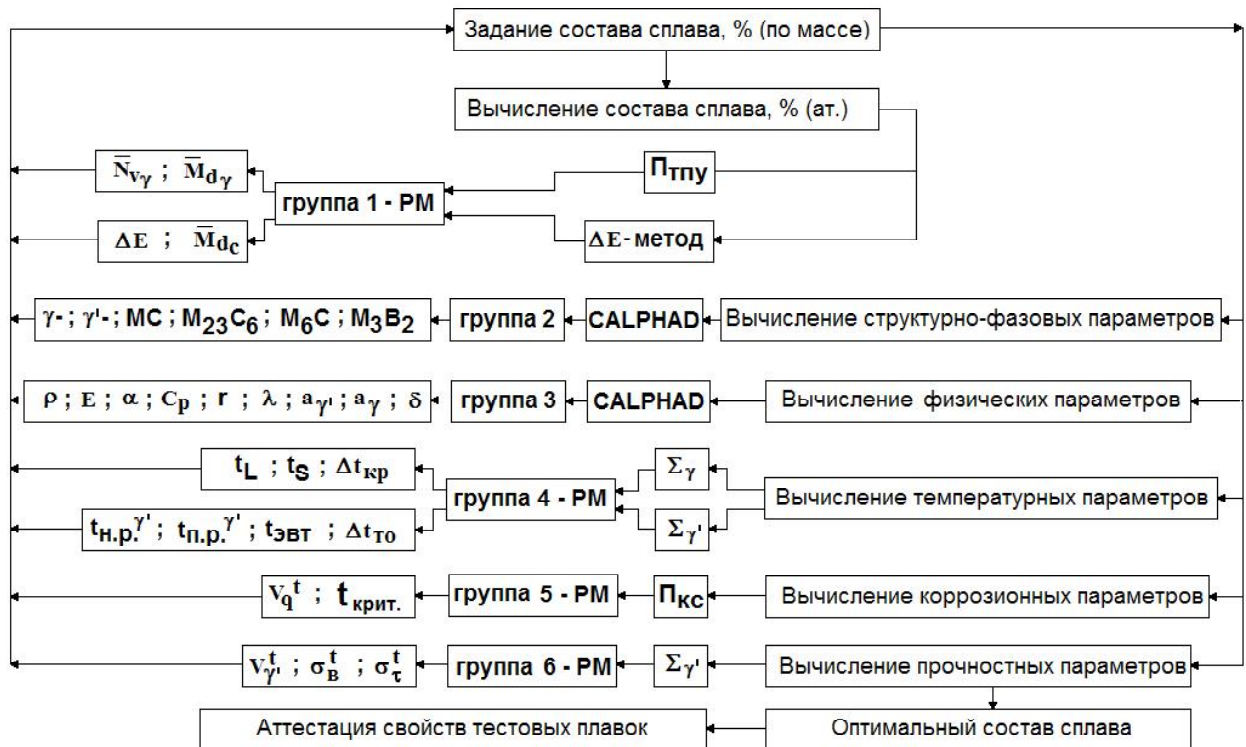 Задание состава сплава, % (по массе)
Вычисление состава сплава, % (ат.)
N̅vγ ; M̅dγ
группа 1 - РМ
Птпу
ΔE ; M̅dc
ΔE-метод
γ- ; γ'- ; MC ; M23C6 ; M6C ; M3B2
группа 2
CALPHAD
Вычисление структурно-фазовых параметров
ρ ; E ; α ; Cp ; r ; λ ; aγ' ; aγ ; δ
группа 3
CALPHAD
Вычисление физических параметров
tL ; tS ; Δtкр
группа 4 - РМ
Σγ
Вычисление температурных параметров
tн.р.γ' ; tп.р.γ' ; tэвт ; Δtто
Σγ'
Vqt ; tкрит.
группа 5 - РМ
Пкс
Вычисление коррозионных параметров
Vγ't ; σвt ; στt
группа 6 - РМ
Σγ'
Вычисление прочностных параметров
Аттестация свойств тестовых плавок
Оптимальный состав сплава